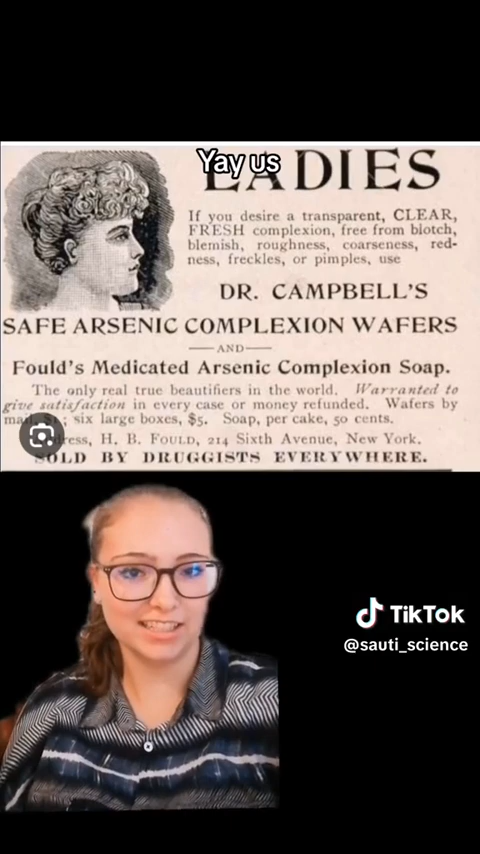 Yay us
LADIES
If you desire a transparent, CLEAR,
FRESH complexion, free from blotch,
blemish, roughness, coarseness, red-
ness, freckles, or pimples, use
DR. CAMPBELL'S
SAFE ARSENIC COMPLEXION WAFERS
AND
Fould's Medicated Arsenic Complexion Soap.
The only real true beautifiers in the world. Warranted to
give satisfaction in every case or money refunded. Wafers by
six large boxes, $5. Soap, per cake, 50 cents.
H. B. FOULD, 214 Sixth Avenue, New York.
SOLD BY DRUGGISTS EVERYWHERE.
TikTok
@sauti_science